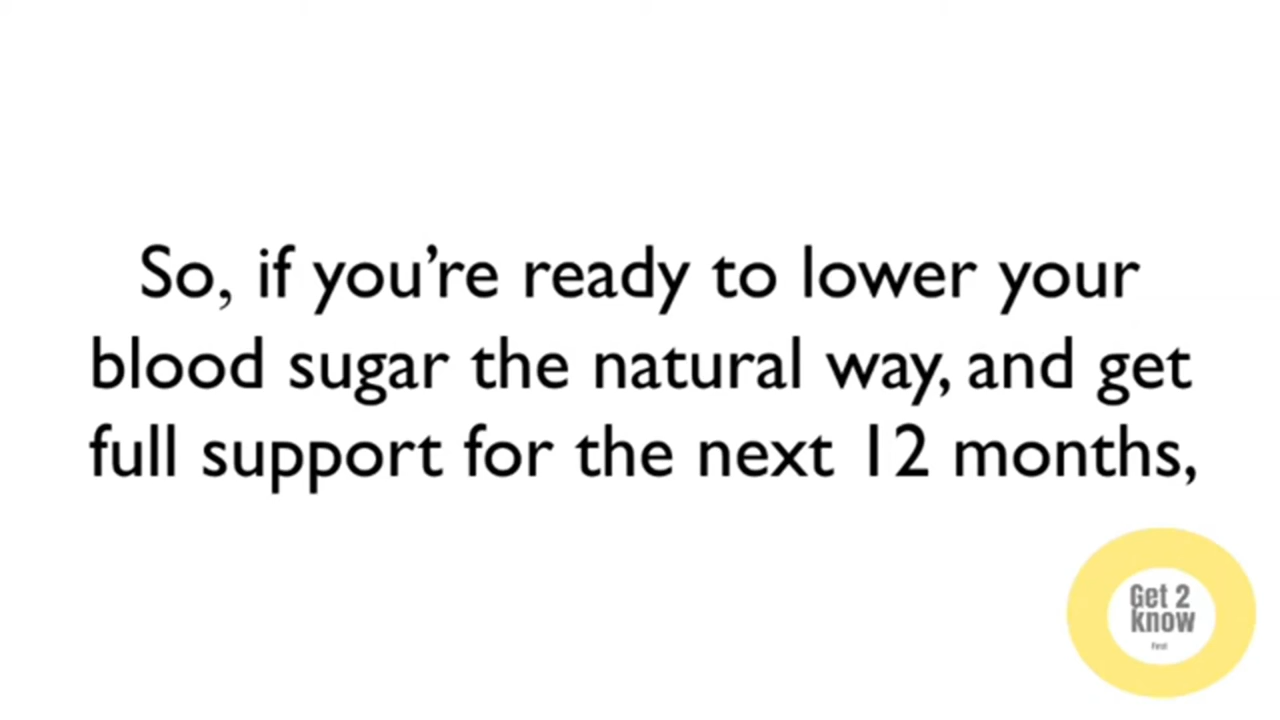 So, if you’re ready to lower your
blood sugar the natural way, and get
full support for the next 12 months,
Get 2
know
First